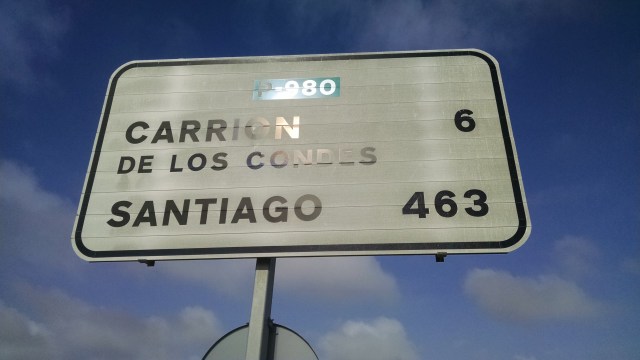 P-980
CARRION 6
DE LOS CONDES
SANTIAGO 463